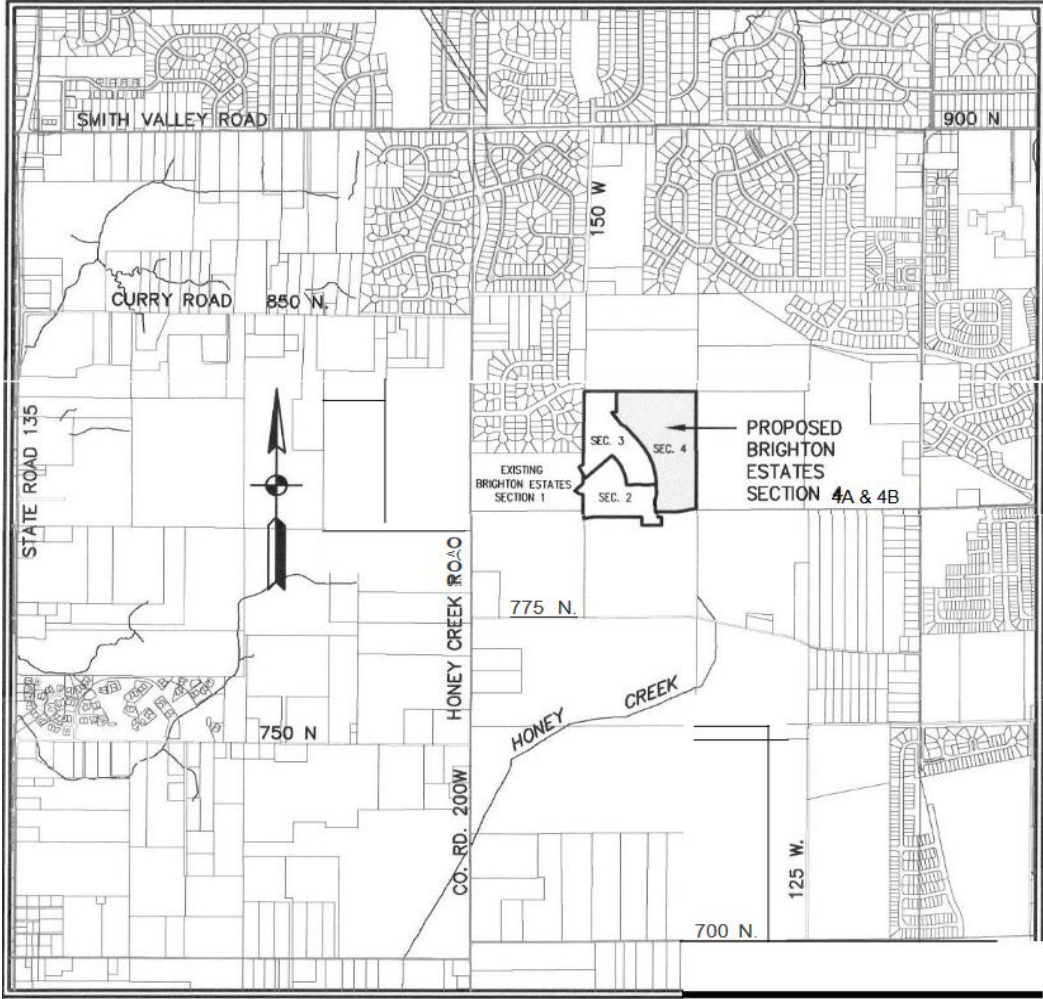 SMITH VALLEY ROAD
900 N
150 W
CURRY ROAD 850 N.
STATE ROAD 135
SEC. 3
SEC. 4
PROPOSED
BRIGHTON
ESTATES
SECTION 4A & 4B
EXISTING
BRIGHTON ESTATES
SECTION 1
SEC. 2
HONEY CREEK ROAD
775 N.
HONEY CREEK
750 N
CO. RD. 200W
125 W.
700 N.